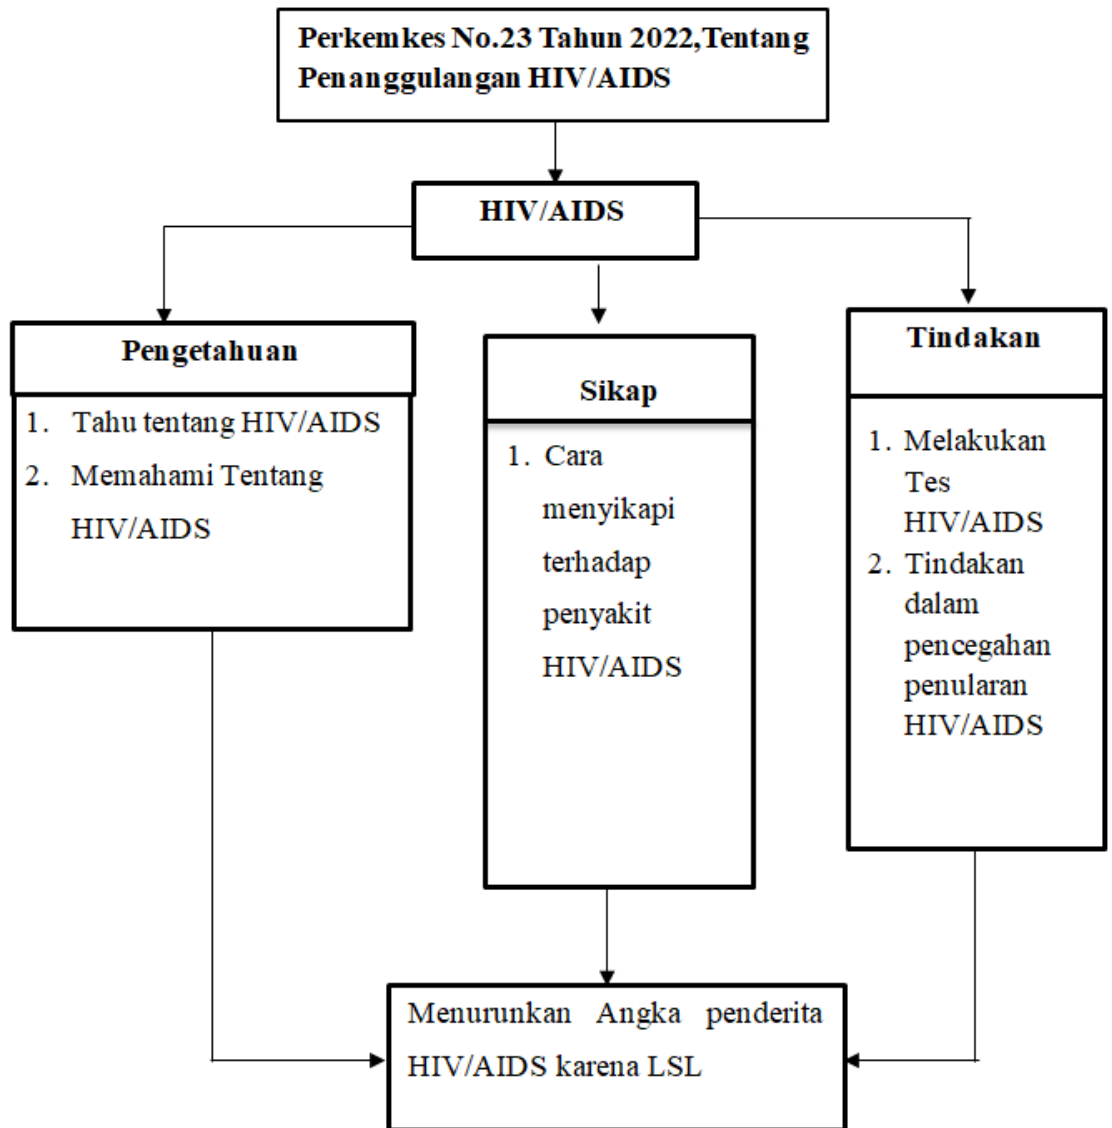 Perkemkes No.23 Tahun 2022,Tentang
Penanggulangan HIV/AIDS
HIV/AIDS
Pengetahuan
1. Tahu tentang HIV/AIDS
2. Memahami Tentang
HIV/AIDS
Sikap
1. Cara
menyikapi
terhadap
penyakit
HIV/AIDS
Tindakan
1. Melakukan
Tes
HIV/AIDS
2. Tindakan
dalam
pencegahan
penularan
HIV/AIDS
Menurunkan Angka penderita
HIV/AIDS karena LSL